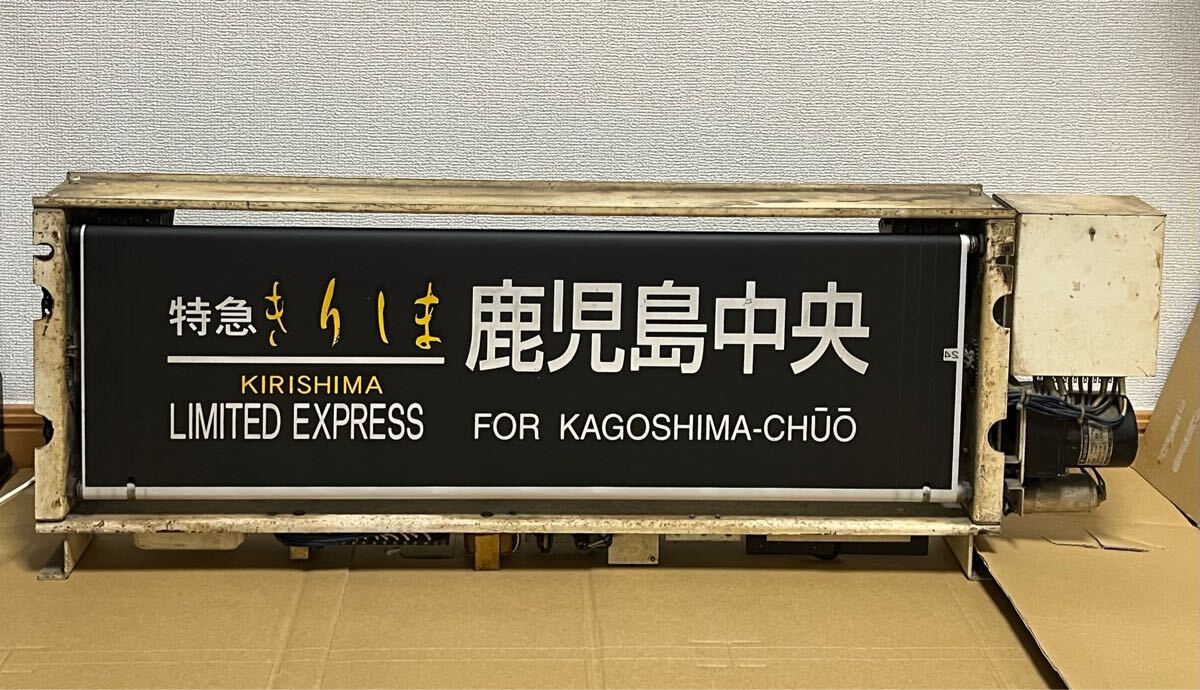 特急きりしま
KIRISHIMA
LIMITED EXPRESS
鹿児島中央
FOR KAGOSHIMA-CHŪŌ
24